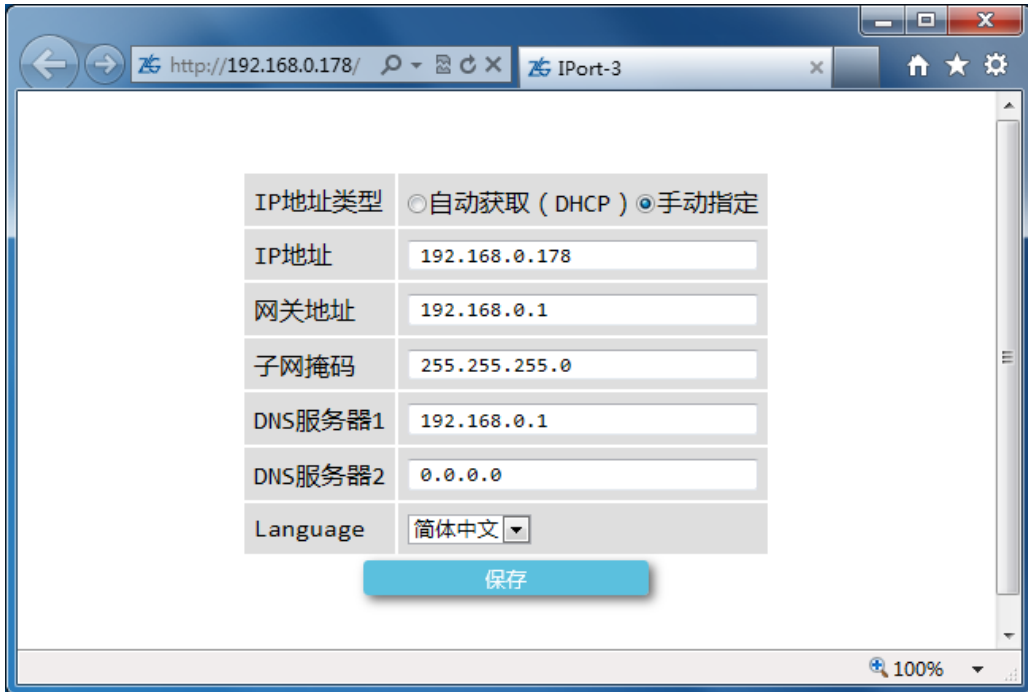 http://192.168.0.178/
ZLG IPort-3
IP地址类型 自动获取（DHCP）手动指定
IP地址 192.168.0.178
网关地址 192.168.0.1
子网掩码 255.255.255.0
DNS服务器1 192.168.0.1
DNS服务器2 0.0.0.0
Language 简体中文
保存
100%